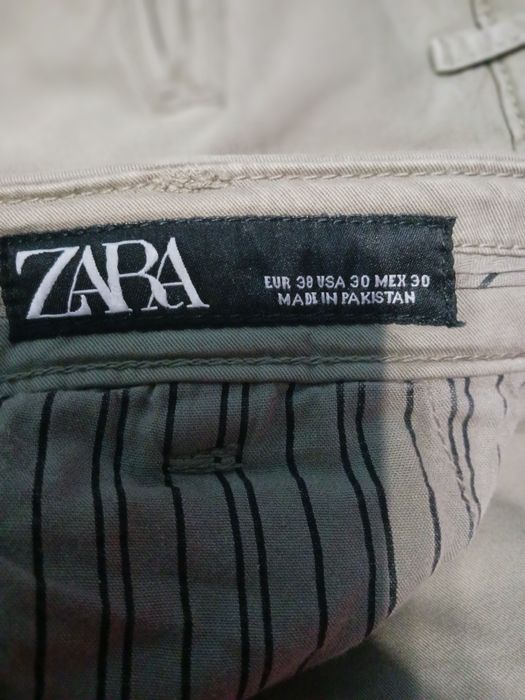 ZARA
EUR 38 USA 30 MEX 30
MADE IN PAKISTAN